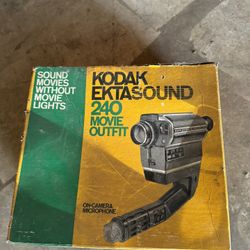 SOUND
MOVIES
WITHOUT
MOVIE
LIGHTS
KODAK
EKTASOUND
240
MOVIE
OUTFIT
ON-CAMERA
MICROPHONE